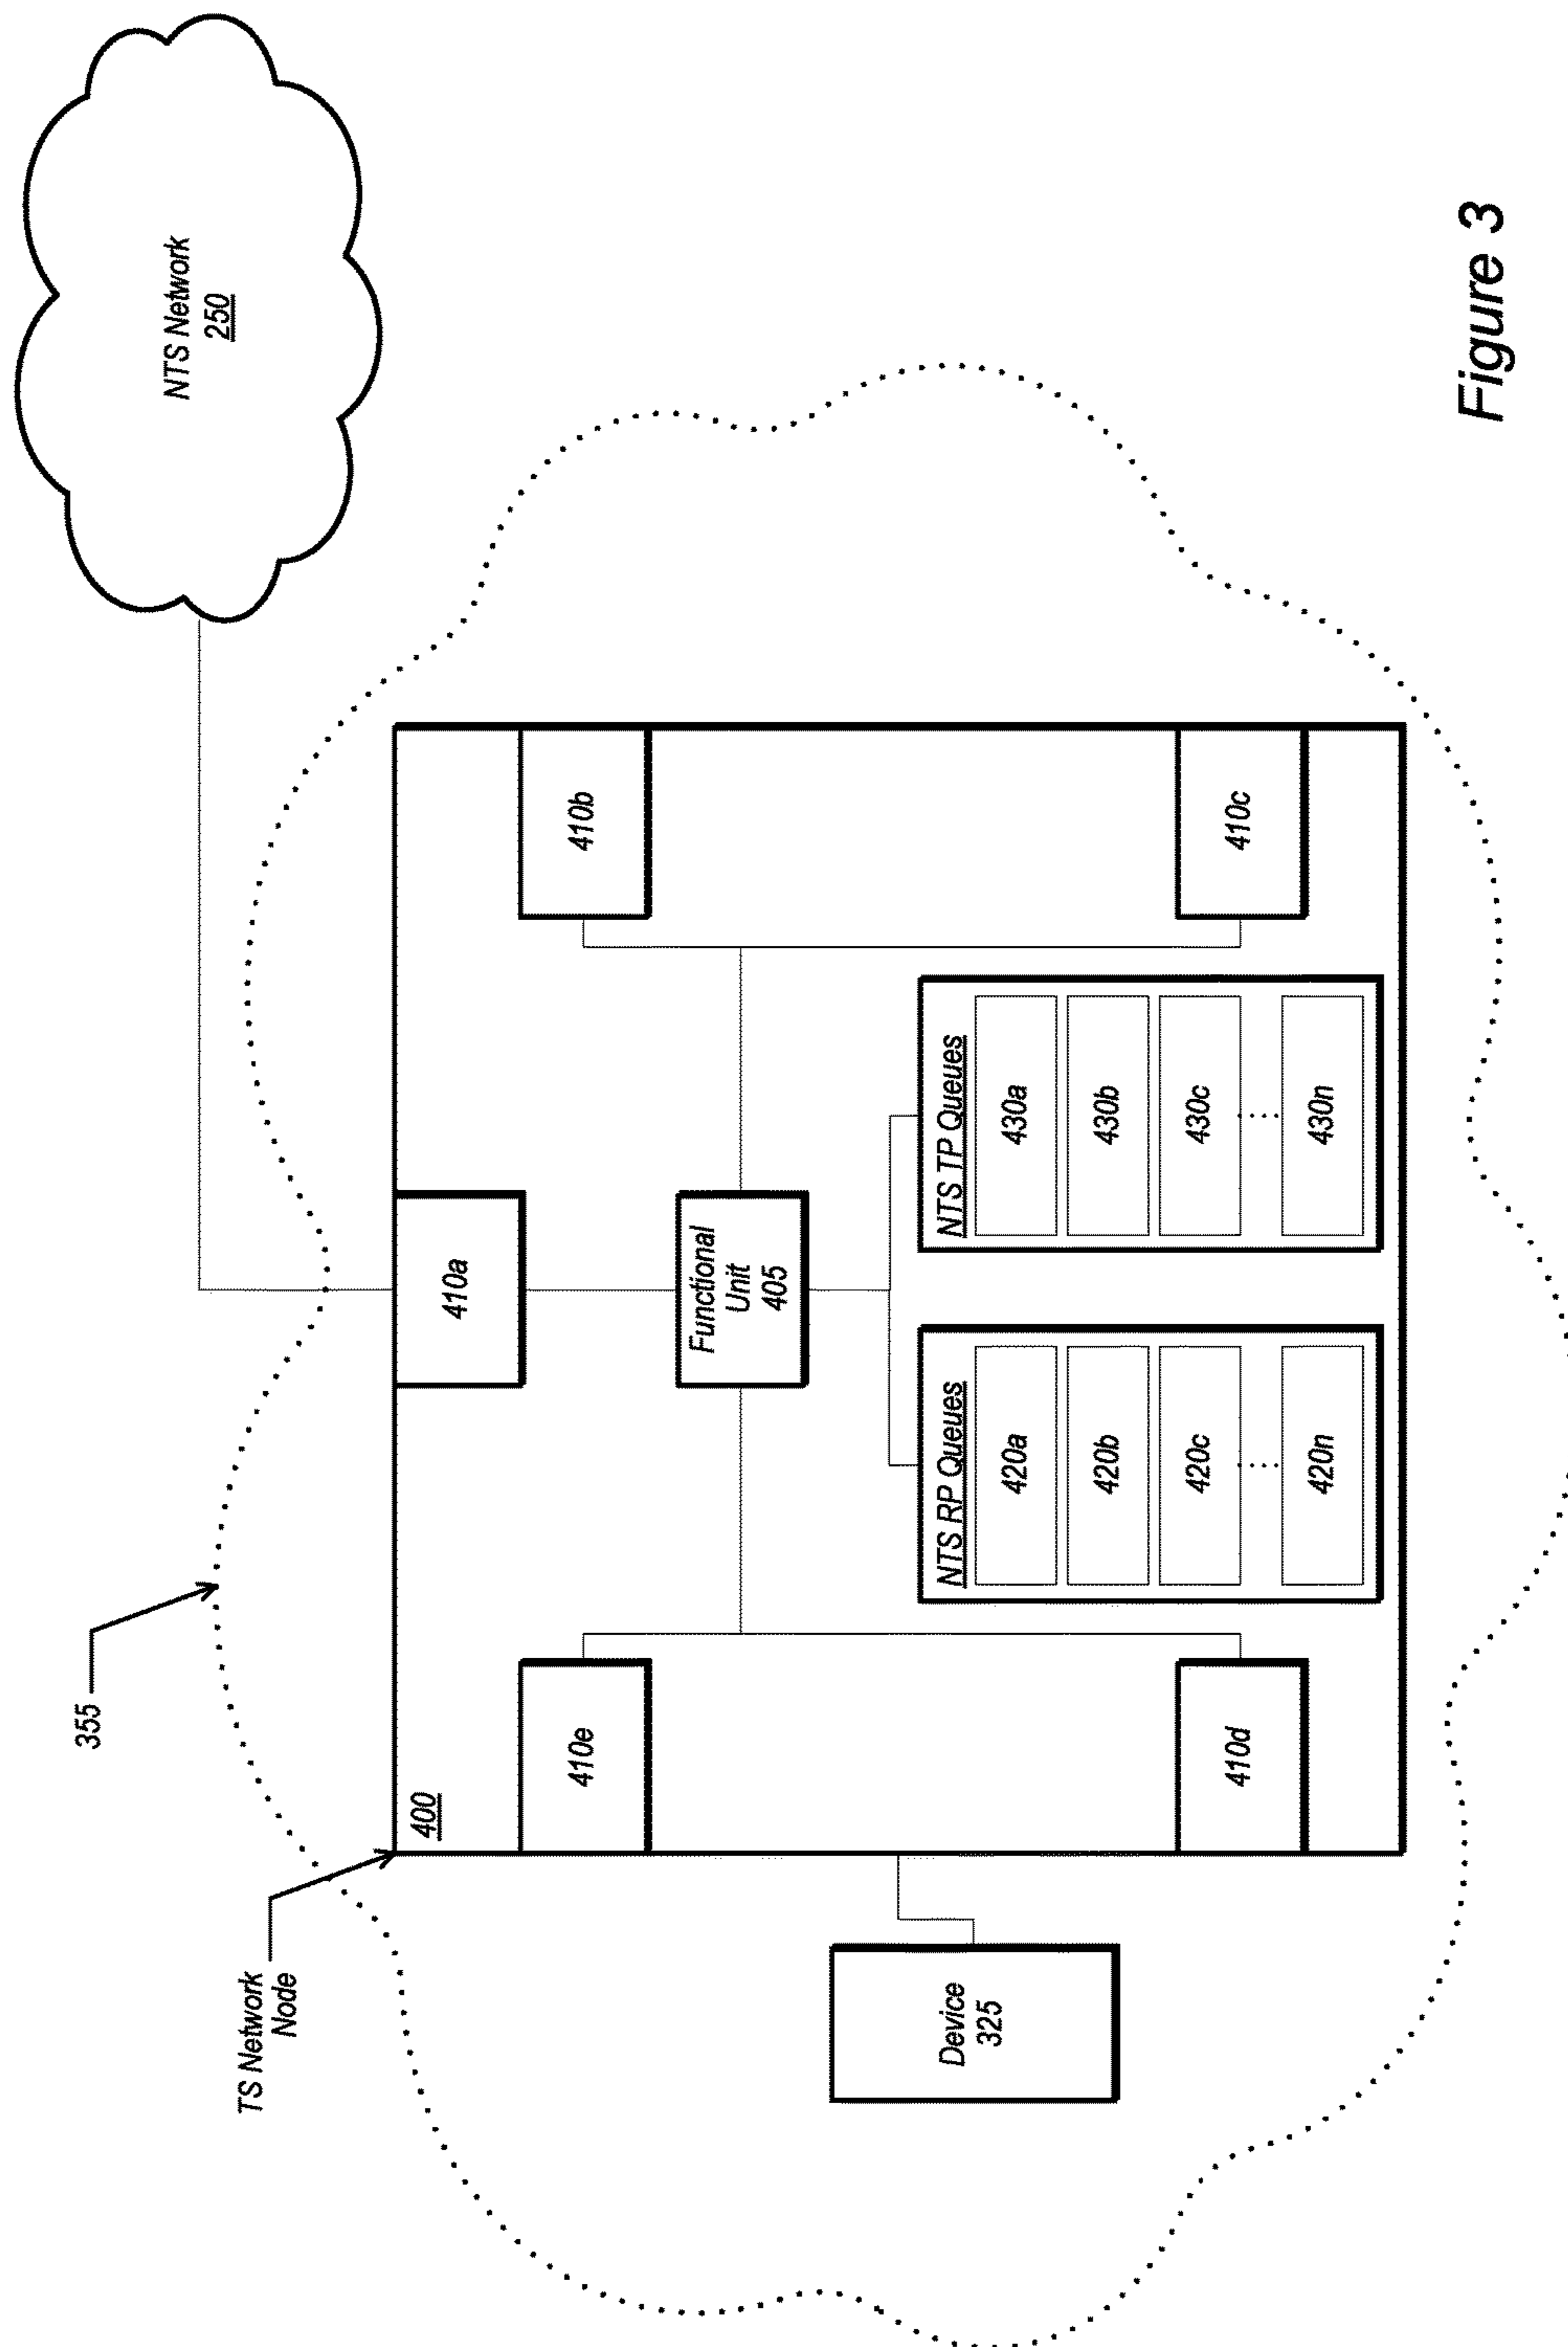 355
TS Network
Node
400
NTS Network
250
410a
410e
410b
Functional
Unit
405
Device
325
410d
410c
NTS RP Queues
420a
420b
420c
....
420n
NTS TP Queues
430a
430b
430c
....
430n
Figure 3